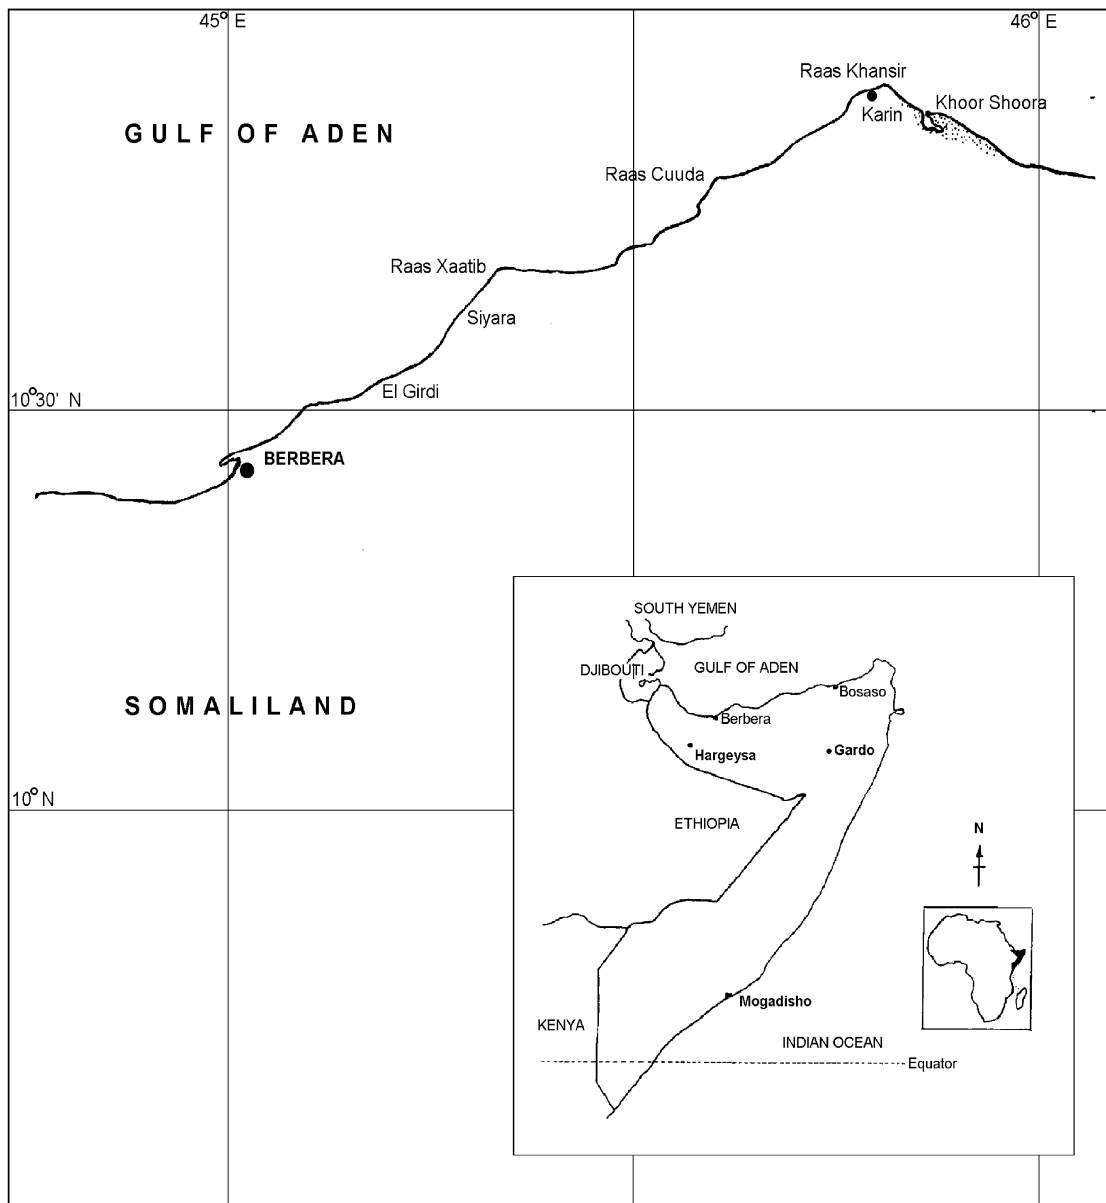 45° E
46° E
Raas Khansir
Karin
Khoor Shoora
GULF OF ADEN
Raas Cuuda
Raas Xaatib
Siyara
El Girdi
10°30' N
BERBERA
SOMALILAND
10° N
SOUTH YEMEN
DJIBOUTI
GULF OF ADEN
Bosaso
Berbera
Hargeysa
Gardo
ETHIOPIA
N
Mogadisho
KENYA
INDIAN OCEAN
Equator